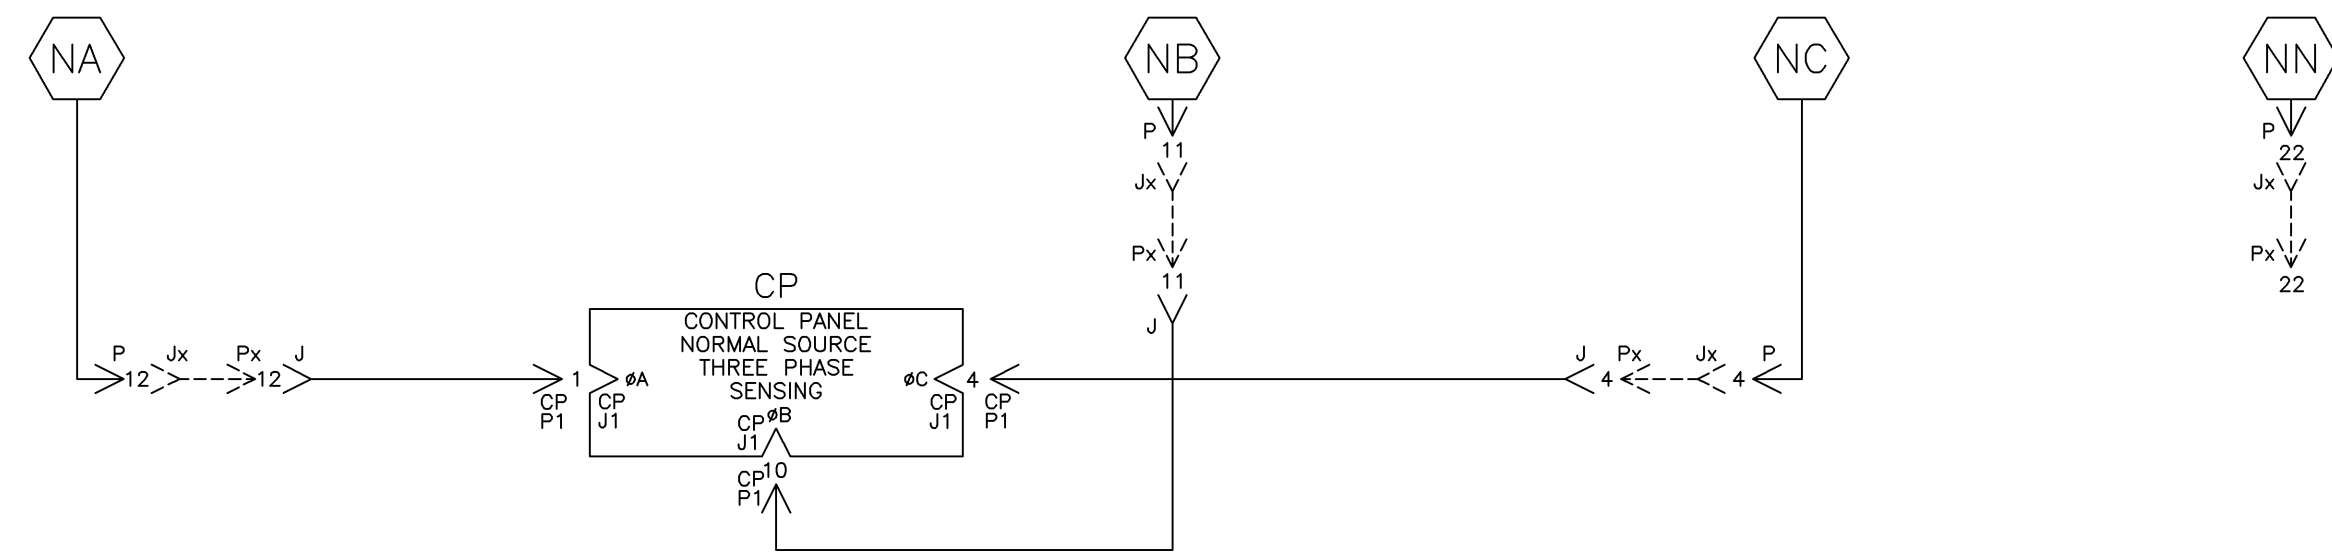 NA
NB
NC
NN
P
11
Jx
Px
11
J
P
22
Jx
Px
22
CP
CONTROL PANEL
NORMAL SOURCE
THREE PHASE
SENSING
P
12
Jx
Px
12
J
1
CP
P1
øA
CP
J1
øB
CP
J1
10
CP
P1
øC
CP
J1
4
CP
P1
J
4
Px
Jx
4
P